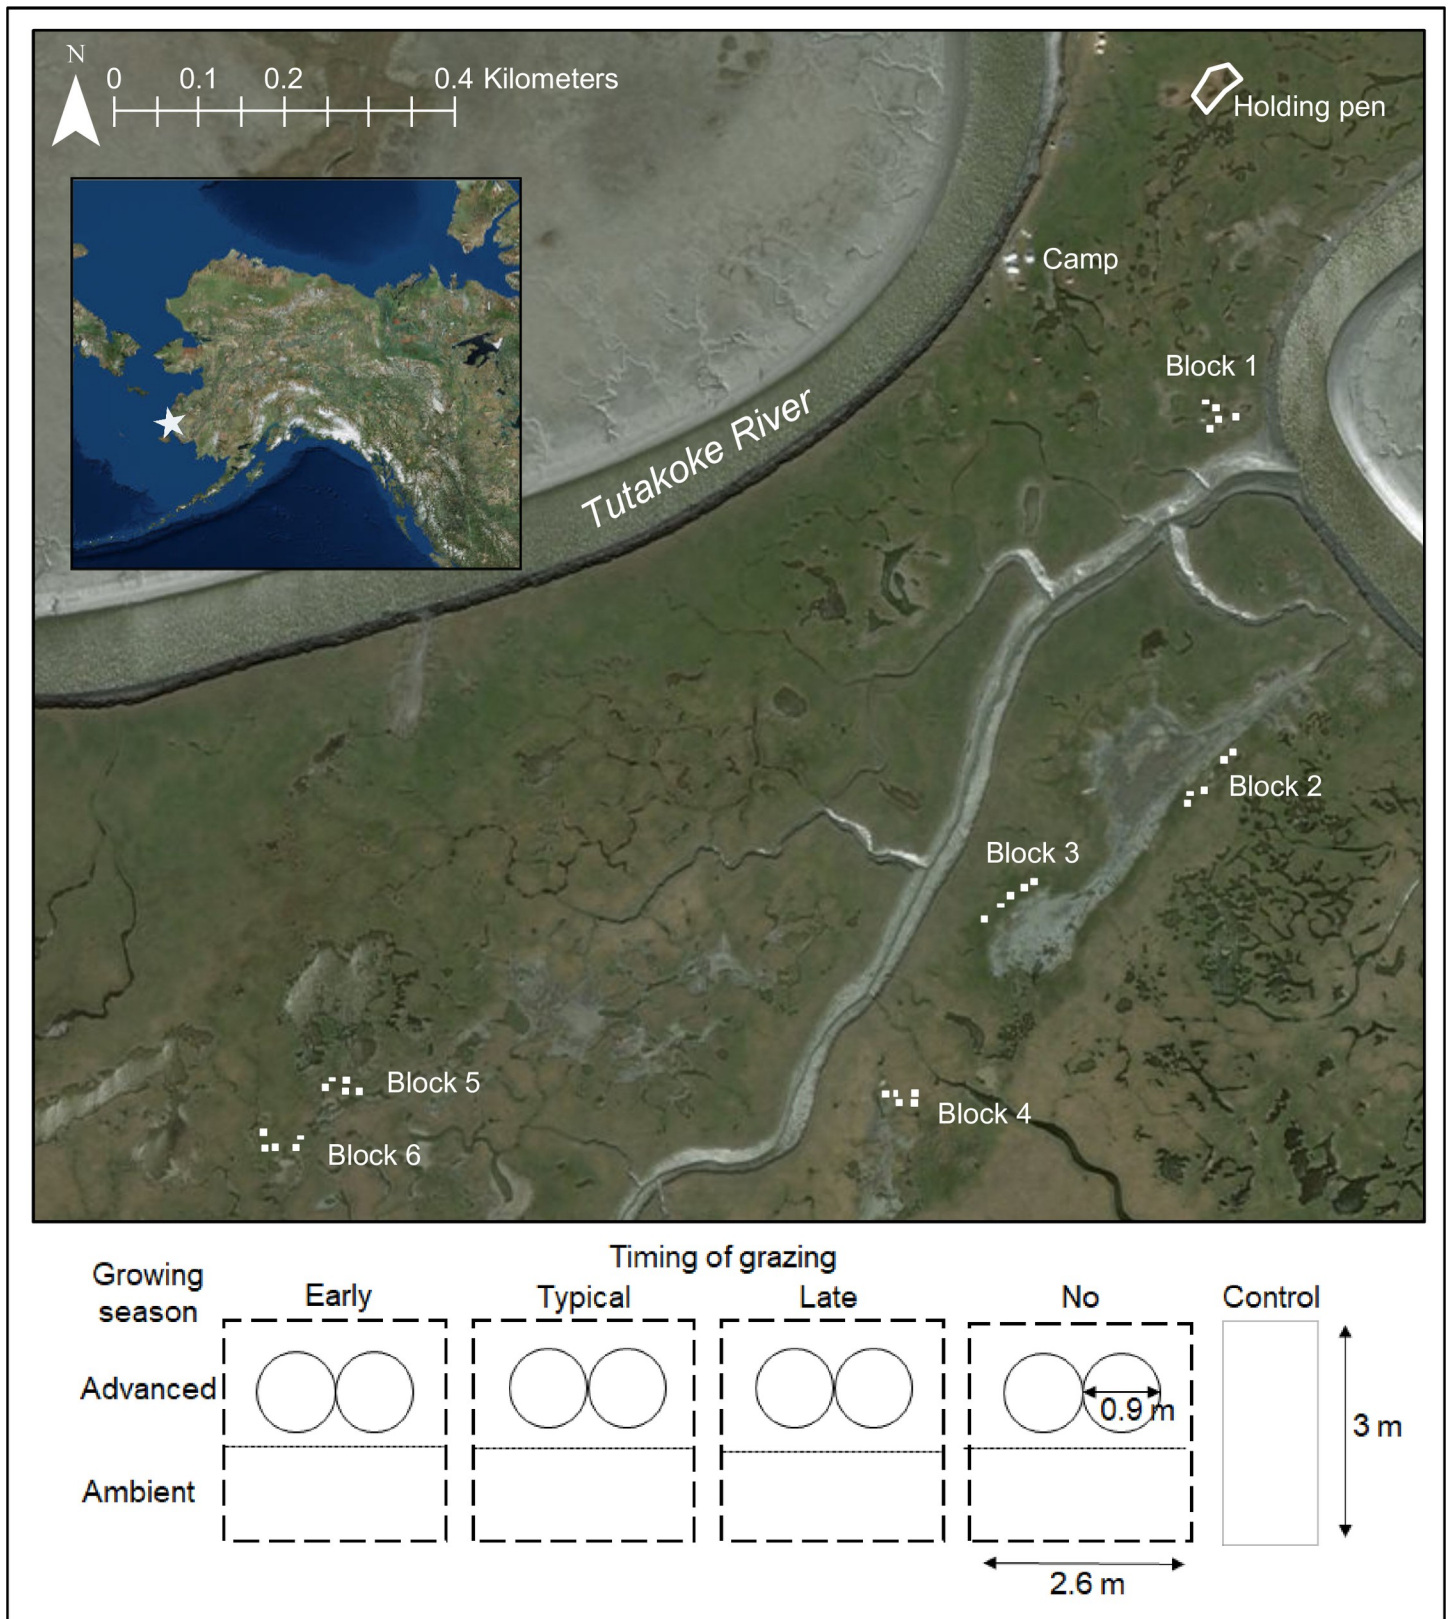 N
0 0.1 0.2 0.4 Kilometers
Holding pen
Camp
Block 1
Tutakoke River
Block 2
Block 3
Block 5
Block 4
Block 6
Timing of grazing
Growing
season
Early Typical Late No Control
Advanced
0.9 m
3 m
Ambient
2.6 m